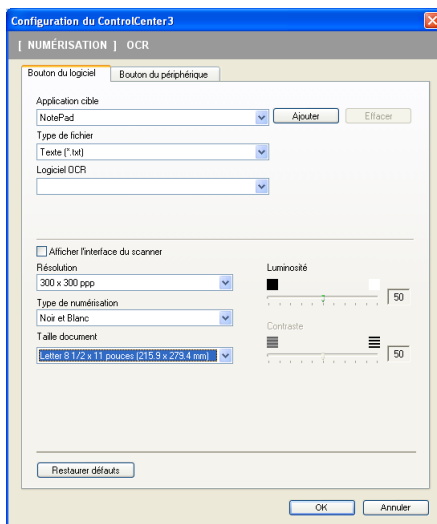 Configuration du ControlCenter3
[ NUMÉRISATION ] OCR
Bouton du logiciel Bouton du périphérique
Application cible
NotePad Ajouter Effacer
Type de fichier
Texte (*.txt)
Logiciel OCR
Afficher l'interface du scanner
Résolution Luminosité
300 x 300 ppp
50
Type de numérisation
Noir et Blanc
Contraste
Taille document
Letter 8 1/2 x 11 pouces (215.9 x 279.4 mm) 50
Restaurer défauts
OK Annuler